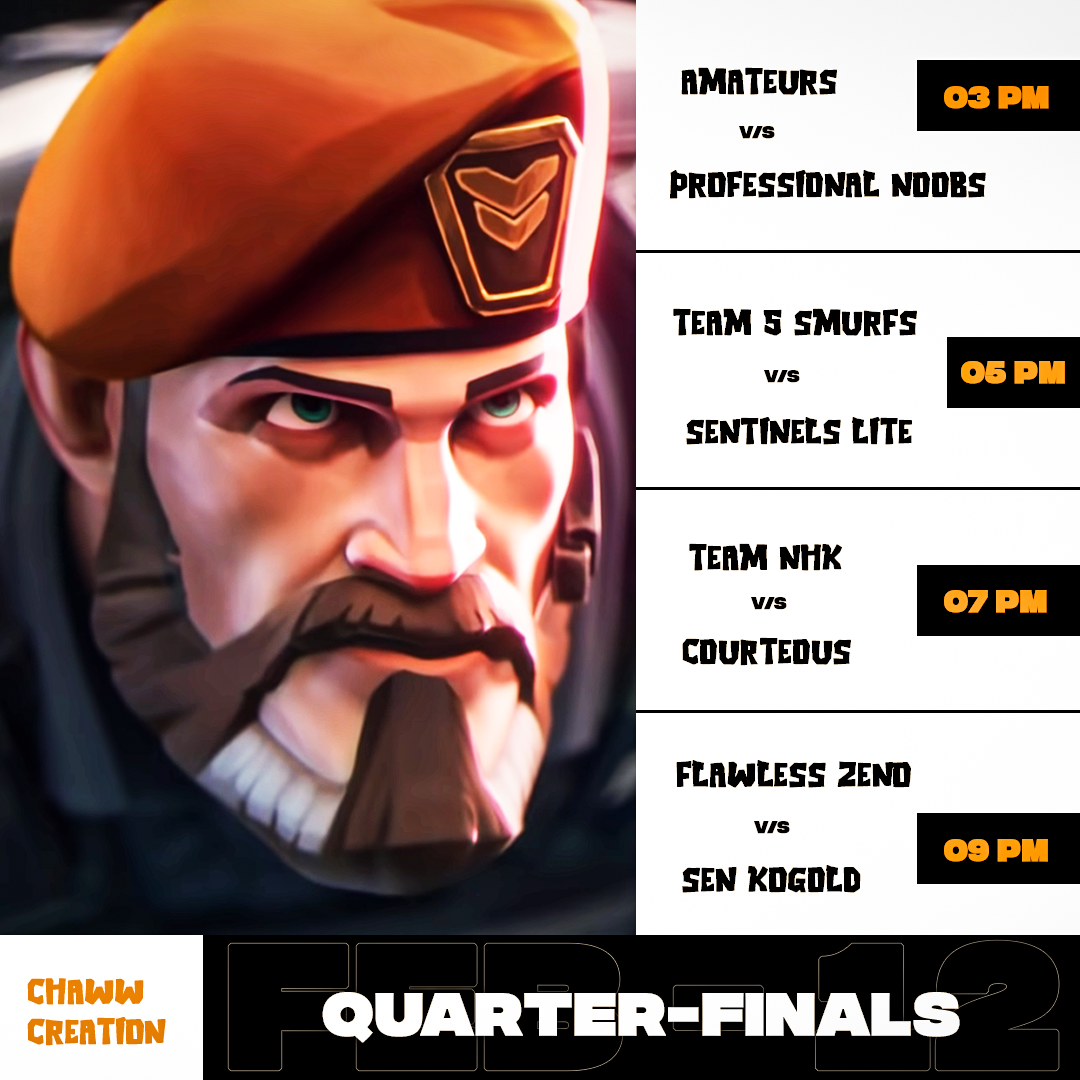 AMATEURS
V/S
PROFESSIONAL NOOBS
03 PM
TEAM 5 SMURFS
V/S
SENTINELS LITE
05 PM
TEAM NHK
V/S
COURTEOUS
07 PM
FLAWLESS ZENO
V/S
SEN KOGOLD
09 PM
CHAWW
CREATION
FEB - 12
QUARTER-FINALS